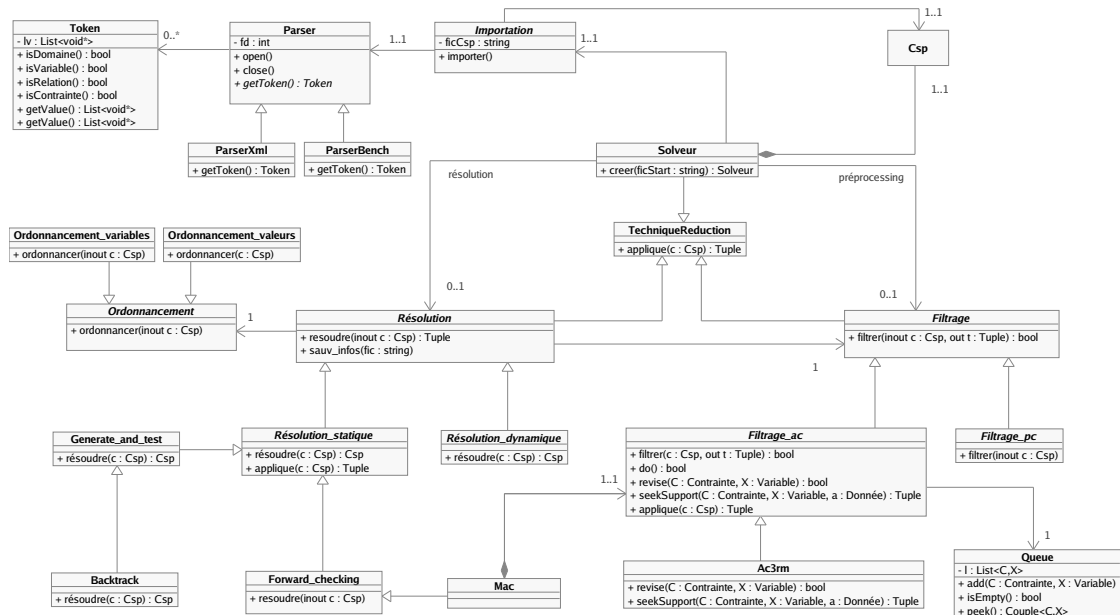 Token
- lv : List<void*>
+ isDomaine() : bool
+ isVariable() : bool
+ isRelation() : bool
+ isContrainte() : bool
+ getValue() : List<void*>
+ getValue() : List<void*>
0..*
Parser
- fd : int
+ open()
+ close()
+ getToken() : Token
1..1
Importation
- ficCsp : string
+ importer()
1..1
1..1
Csp
1..1
ParserXml
+ getToken() : Token
ParserBench
+ getToken() : Token
Solveur
+ creer(ficStart : string) : Solveur
résolution
préprocessing
TechniqueReduction
+ applique(c : Csp) : Tuple
Ordonnancement_variables
+ ordonnancer(inout c : Csp)
Ordonnancement_valeurs
+ ordonnancer(c : Csp)
0..1
0..1
Ordonnancement
+ ordonnancer(inout c : Csp)
1
Résolution
+ resoudre(inout c : Csp) : Tuple
+ sauv_infos(fic : string)
Filtrage
+ filtrer(inout c : Csp, out t : Tuple) : bool
1
Generate_and_test
+ résoudre(c : Csp) : Csp
Résolution_statique
+ résoudre(c : Csp) : Csp
+ applique(c : Csp) : Tuple
Résolution_dynamique
+ résoudre(c : Csp) : Csp
Filtrage_ac
+ filtrer(c : Csp, out t : Tuple) : bool
+ do() : bool
+ revise(C : Contrainte, X : Variable) : bool
+ seekSupport(C : Contrainte, X : Variable, a : Donnée) : Tuple
+ applique(c : Csp) : Tuple
Filtrage_pc
+ filtrer(inout c : Csp)
1..1
1
Backtrack
+ résoudre(c : Csp) : Csp
Forward_checking
+ resoudre(inout c : Csp)
Mac
Ac3rm
+ revise(C : Contrainte, X : Variable) : bool
+ seekSupport(C : Contrainte, X : Variable, a : Donnée) : Tuple
Queue
- l : List<C,X>
+ add(C : Contrainte, X : Variable)
+ isEmpty() : bool
+ peek() : Couple<C,X>